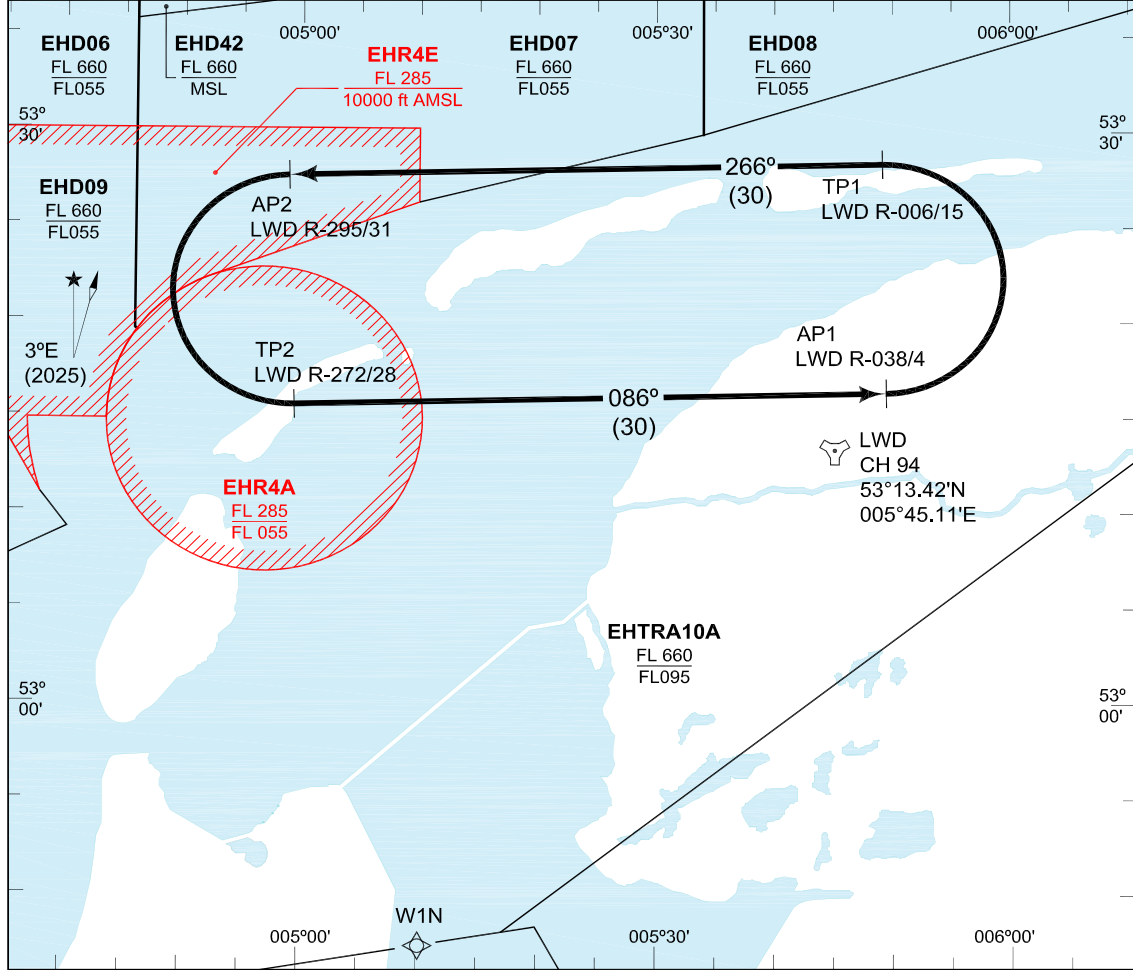 005º00'
005º30'
006º00'
EHD06
FL 660
FL055
EHD42
FL 660
MSL
EHR4E
FL 285
10000 ft AMSL
EHD07
FL 660
FL055
EHD08
FL 660
FL055
53º
30'
53º
30'
EHD09
FL 660
FL055
266º
(30)
AP2
LWD R-295/31
TP1
LWD R-006/15
3ºE
(2025)
TP2
LWD R-272/28
AP1
LWD R-038/4
086º
(30)
LWD
CH 94
53°13.42'N
005°45.11'E
EHR4A
FL 285
FL 055
EHTRA10A
FL 660
FL095
53º
00'
53º
00'
W1N
005º00'
005º30'
006º00'